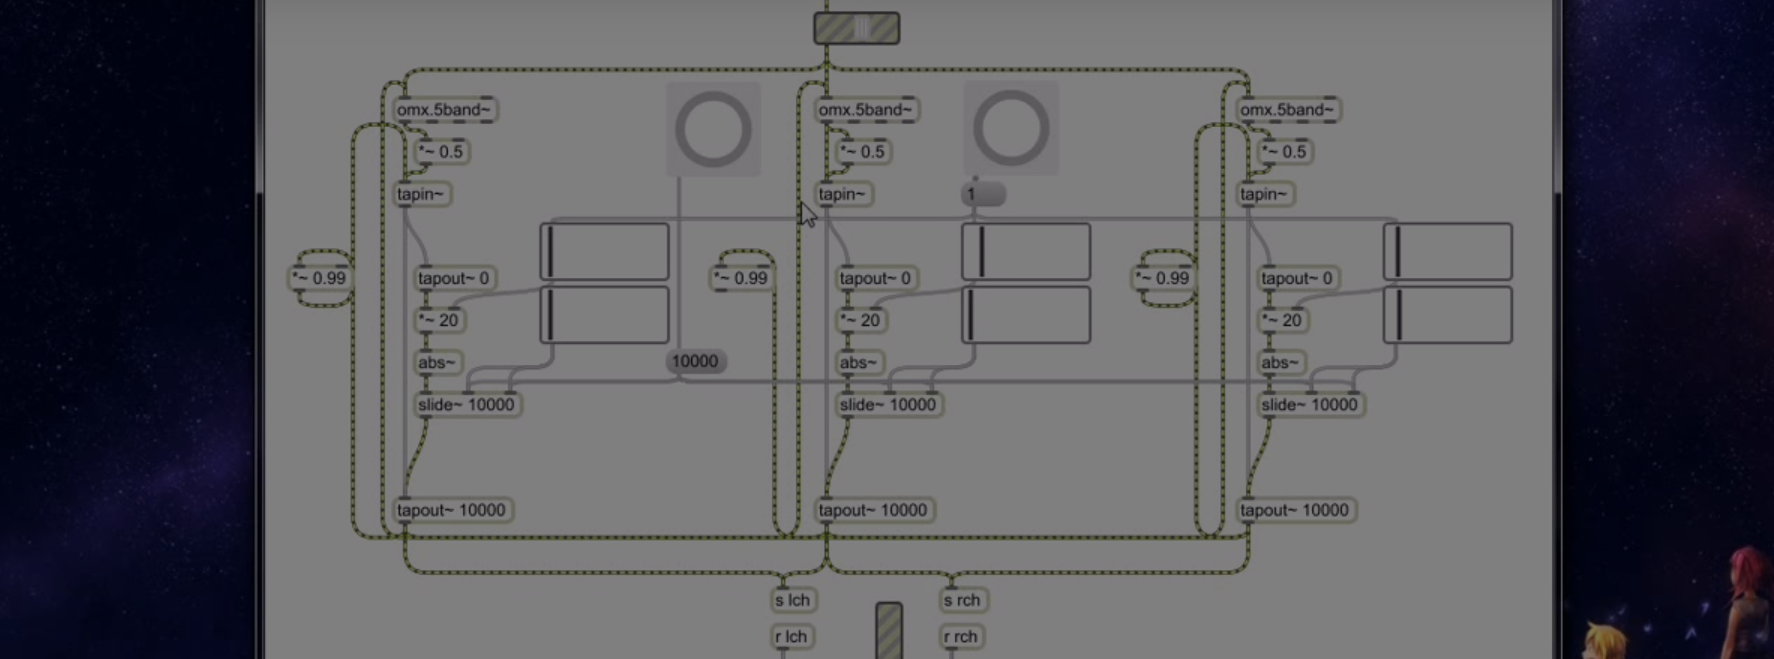 omx.5band~ omx.5band~ omx.5band~
*~ 0.5 *~ 0.5 *~ 0.5
tapin~ tapin~ 1 tapin~
*~ 0.99 tapout~ 0 *~ 0.99 tapout~ 0 *~ 0.99 tapout~ 0
*~ 20 *~ 20 *~ 20
abs~ 10000 abs~ abs~
slide~ 10000 slide~ 10000 slide~ 10000
tapout~ 10000 tapout~ 10000 tapout~ 10000
s lch s rch
r lch r rch